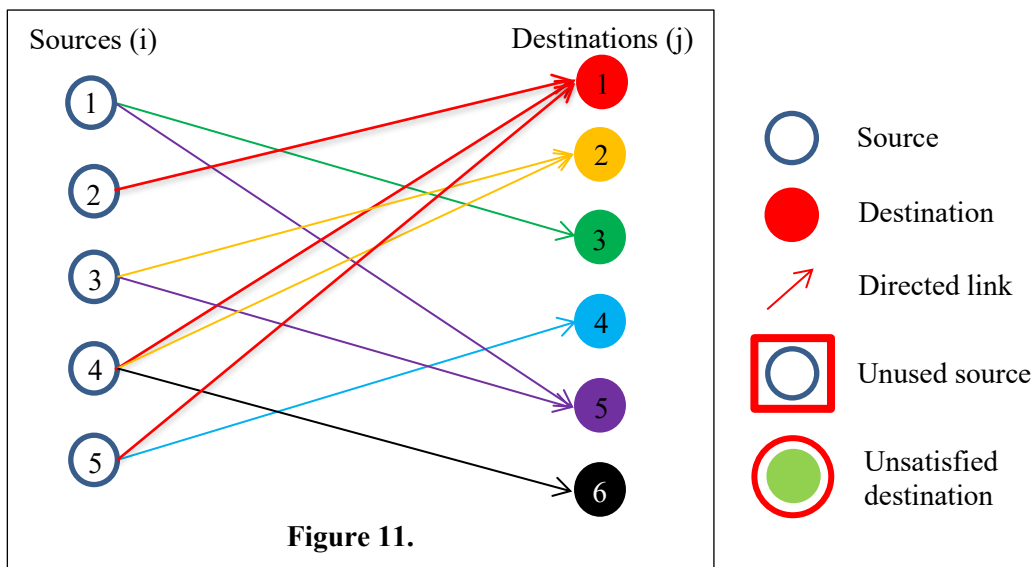 Sources (i)
Destinations (j)
1
2
3
4
5
1
2
3
4
5
6
Figure 11.
Source
Destination
Directed link
Unused source
Unsatisfied
destination